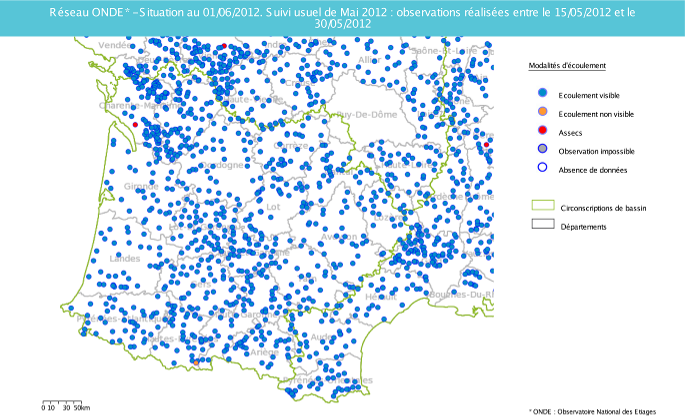 Réseau ONDE* -Situation au 01/06/2012. Suivi usuel de Mai 2012 : observations réalisées entre le 15/05/2012 et le
30/05/2012
Vendée
Allier
Saône-et-Loire
Modalités d'écoulement
Ecoulement visible
Ecoulement non visible
Assecs
Observation impossible
Absence de données
Circonscriptions de bassin
Départements
Charente-Maritime
Haute-Vienne
Puy-De-Dôme
Corrèze
Dordogne
Cantal
Gironde
Lot
Lozère
Aveyron
Landes
Gers
Hérault
Aude
Ariège
0 10 30 50km
* ONDE : Observatoire National des Etiages